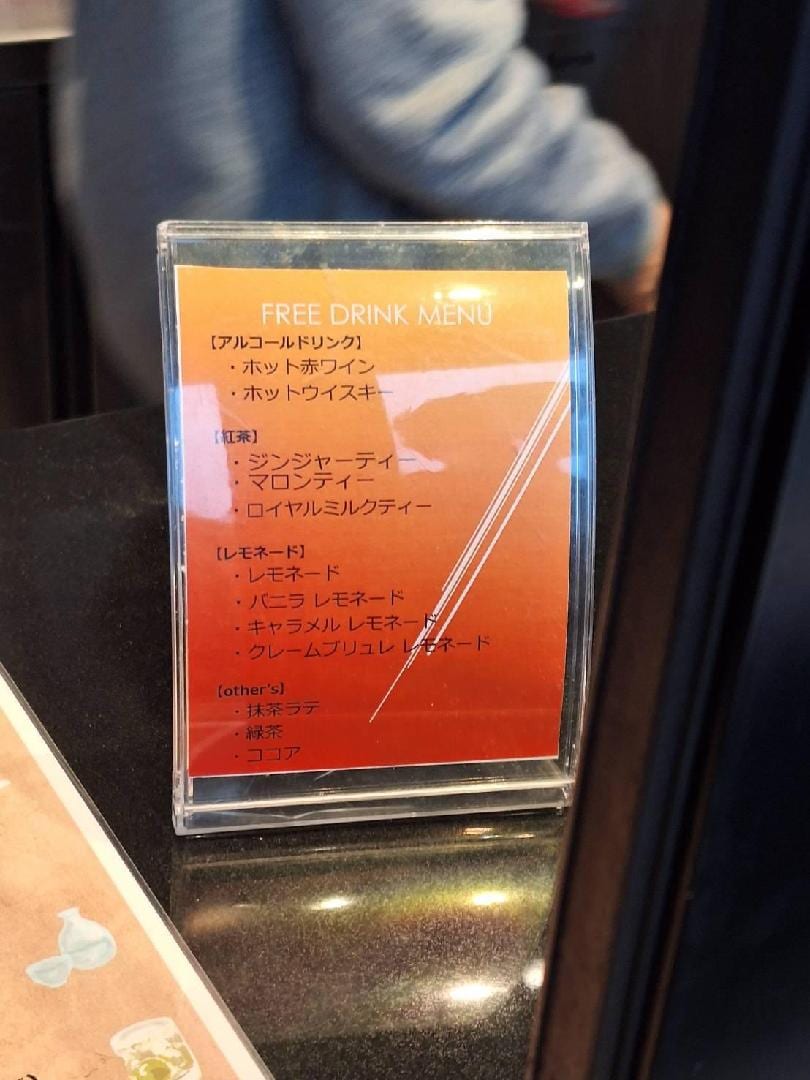 FREE DRINK MENU
【アルコールドリンク】
・ホット赤ワイン
・ホットウイスキー
【紅茶】
・ジンジャーティー
・マロンティー
・ロイヤルミルクティー
【レモネード】
・レモネード
・バニラ レモネード
・キャラメル レモネード
・クレームブリュレ レモネード
【other's】
・抹茶ラテ
・緑茶
・ココア